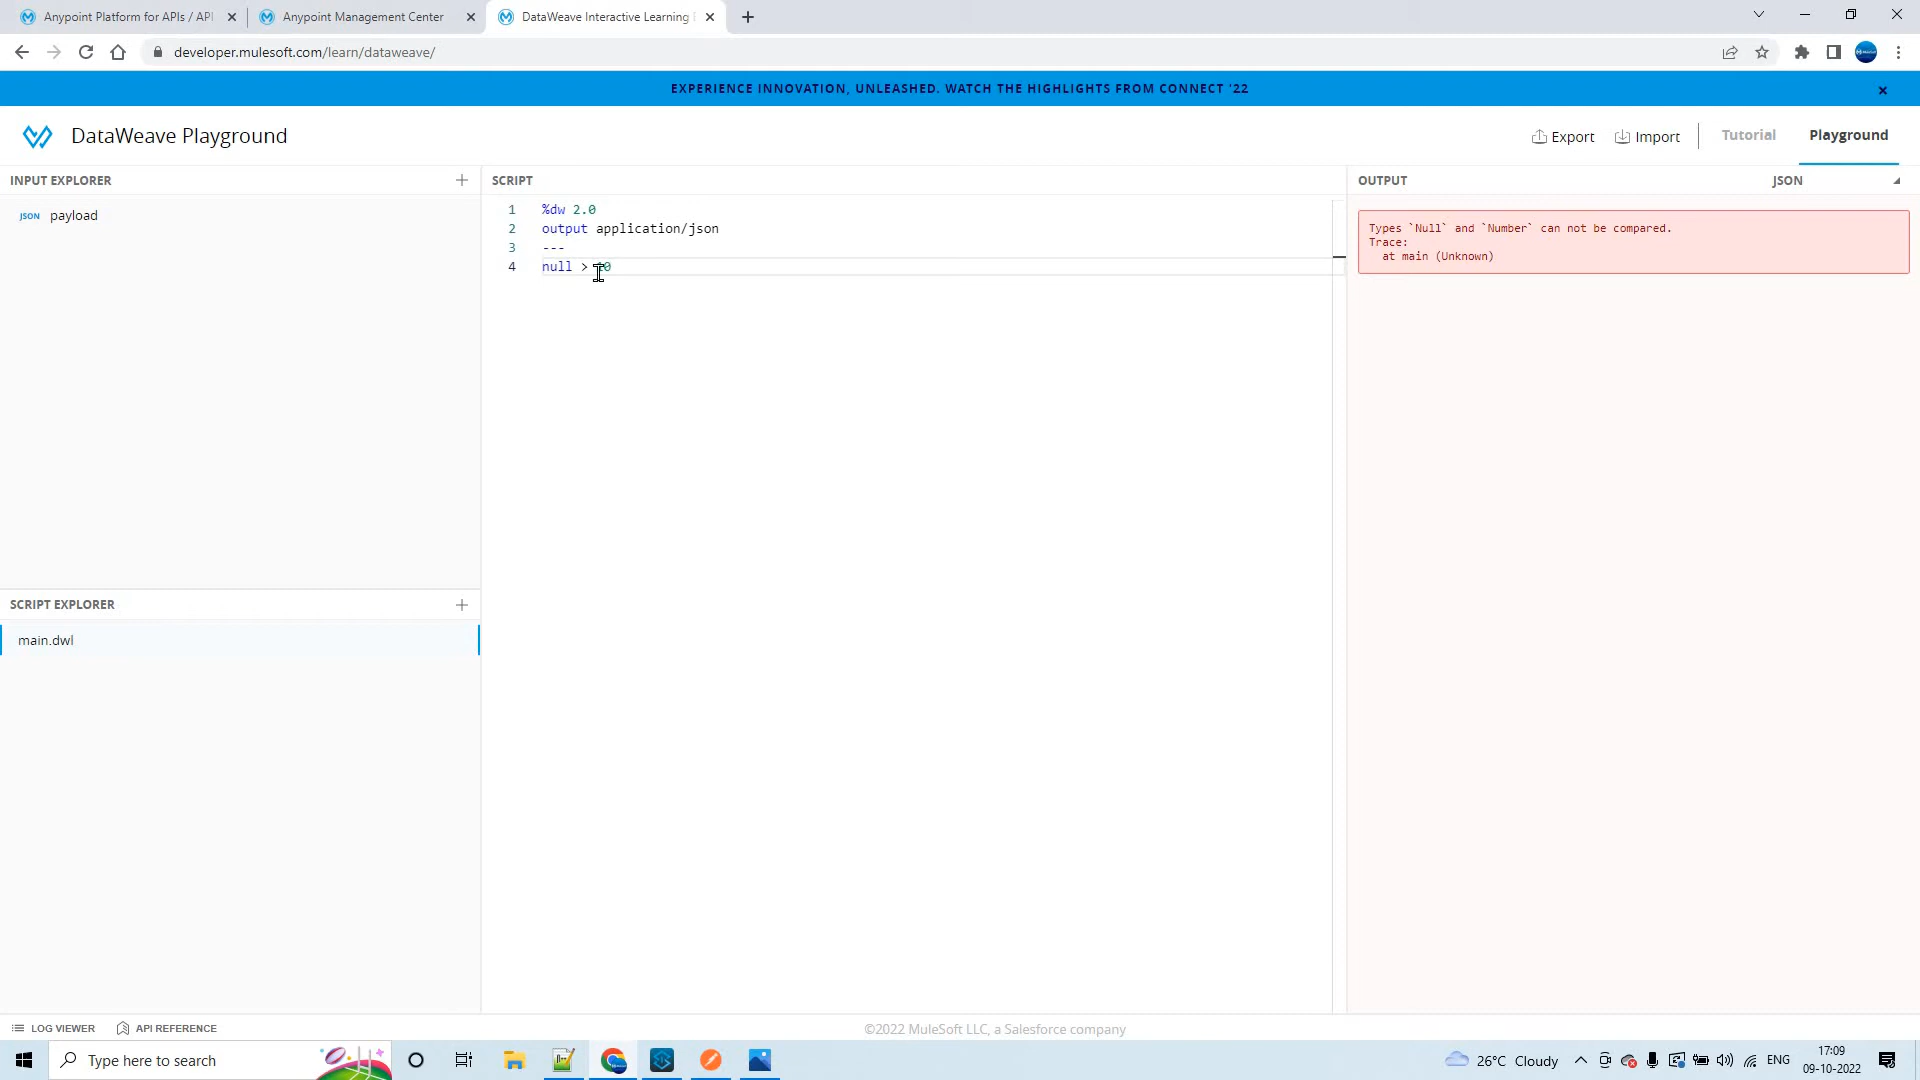 Anypoint Platform for APIs / API
Anypoint Management Center
DataWeave Interactive Learning
developer.mulesoft.com/learn/dataweave/
EXPERIENCE INNOVATION, UNLEASHED. WATCH THE HIGHLIGHTS FROM CONNECT '22
DataWeave Playground
Export
Import
Tutorial
Playground
INPUT EXPLORER
SCRIPT
OUTPUT
JSON
JSON payload
1 %dw 2.0
2 output application/json
3 ---
4 null > 10
Types `Null` and `Number` can not be compared.
Trace:
at main (Unknown)
SCRIPT EXPLORER
main.dwl
LOG VIEWER
API REFERENCE
©2022 MuleSoft LLC, a Salesforce company
Type here to search
26°C Cloudy
ENG
17:09
09-10-2022